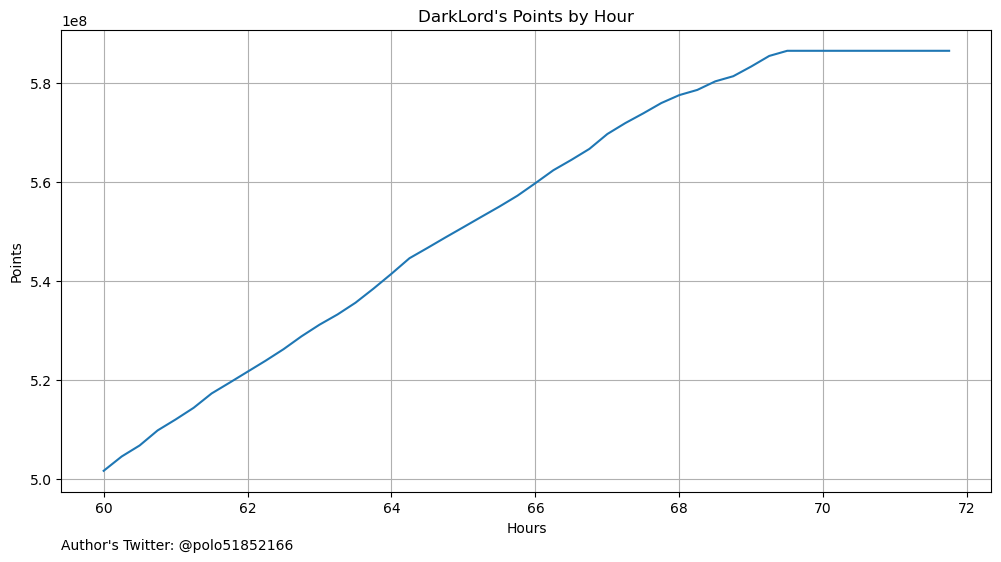 DarkLord's Points by Hour
1e8
5.8
5.6
5.4
5.2
5.0
Points
60 62 64 66 68 70 72
Hours
Author's Twitter: @polo51852166